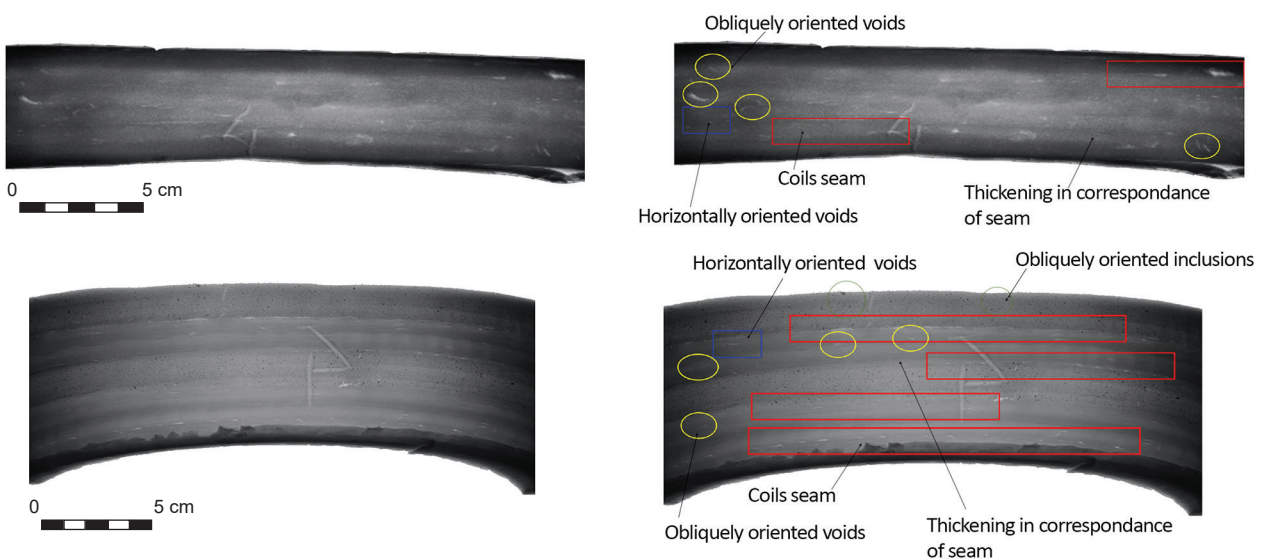 Obliquely oriented voids
Coils seam
Horizontally oriented voids
Thickening in correspondance
of seam
0
5 cm
Horizontally oriented  voids
Obliquely oriented inclusions
Coils seam
Obliquely oriented voids
Thickening in correspondance
of seam
0
5 cm